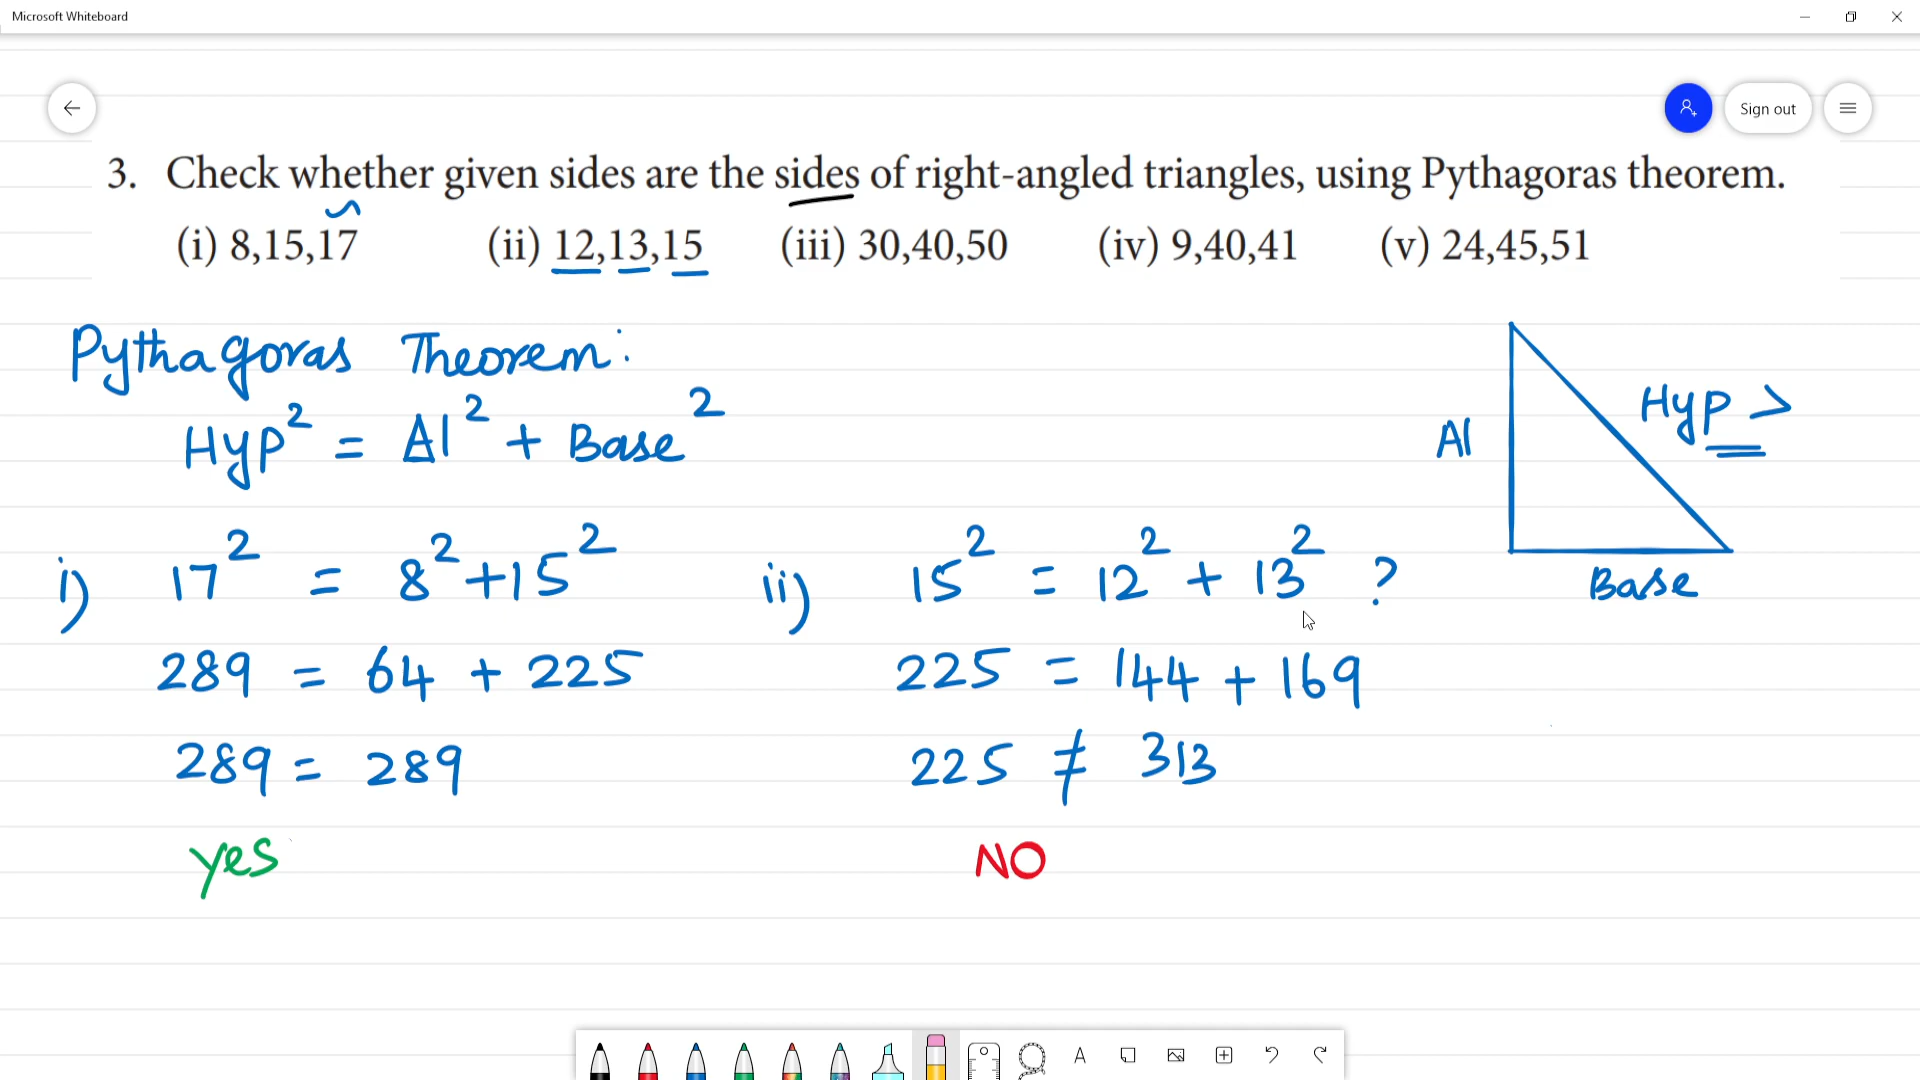 Microsoft Whiteboard
Sign out
3. Check whether given sides are the sides of right-angled triangles, using Pythagoras theorem.
(i) 8,15,17 (ii) 12,13,15 (iii) 30,40,50 (iv) 9,40,41 (v) 24,45,51
Pythagoras Theorem:
Hyp² = Al² + Base²
Al
Hyp >
Base
i) 17² = 8² + 15²
289 = 64 + 225
289 = 289
Yes
ii) 15² = 12² + 13² ?
225 = 144 + 169
225 ≠ 313
NO
A